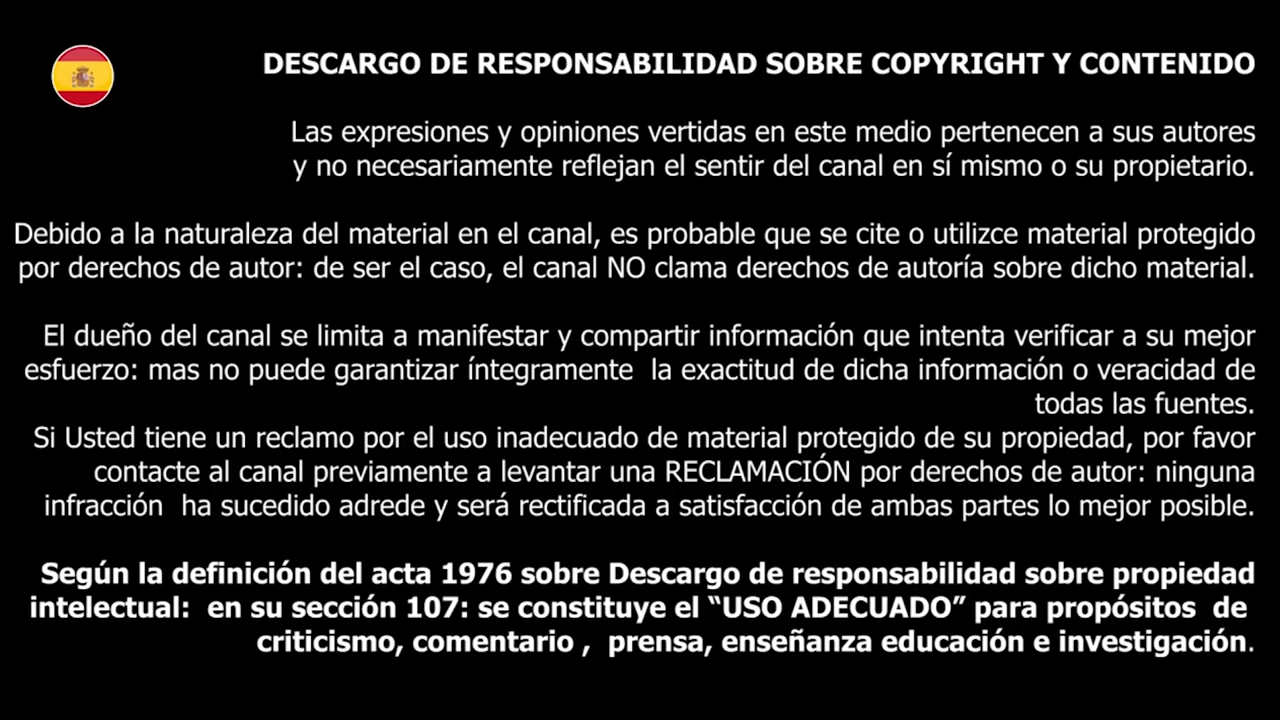 DESCARGO DE RESPONSABILIDAD SOBRE COPYRIGHT Y CONTENIDO
Las expresiones y opiniones vertidas en este medio pertenecen a sus autores
y no necesariamente reflejan el sentir del canal en sí mismo o su propietario.
Debido a la naturaleza del material en el canal, es probable que se cite o utilizce material protegido
por derechos de autor: de ser el caso, el canal NO clama derechos de autoría sobre dicho material.
El dueño del canal se limita a manifestar y compartir información que intenta verificar a su mejor
esfuerzo: mas no puede garantizar íntegramente  la exactitud de dicha información o veracidad de
todas las fuentes.
Si Usted tiene un reclamo por el uso inadecuado de material protegido de su propiedad, por favor
contacte al canal previamente a levantar una RECLAMACIÓN por derechos de autor: ninguna
infracción  ha sucedido adrede y será rectificada a satisfacción de ambas partes lo mejor posible.
Según la definición del acta 1976 sobre Descargo de responsabilidad sobre propiedad
intelectual:  en su sección 107: se constituye el “USO ADECUADO” para propósitos  de
criticismo, comentario ,  prensa, enseñanza educación e investigación.